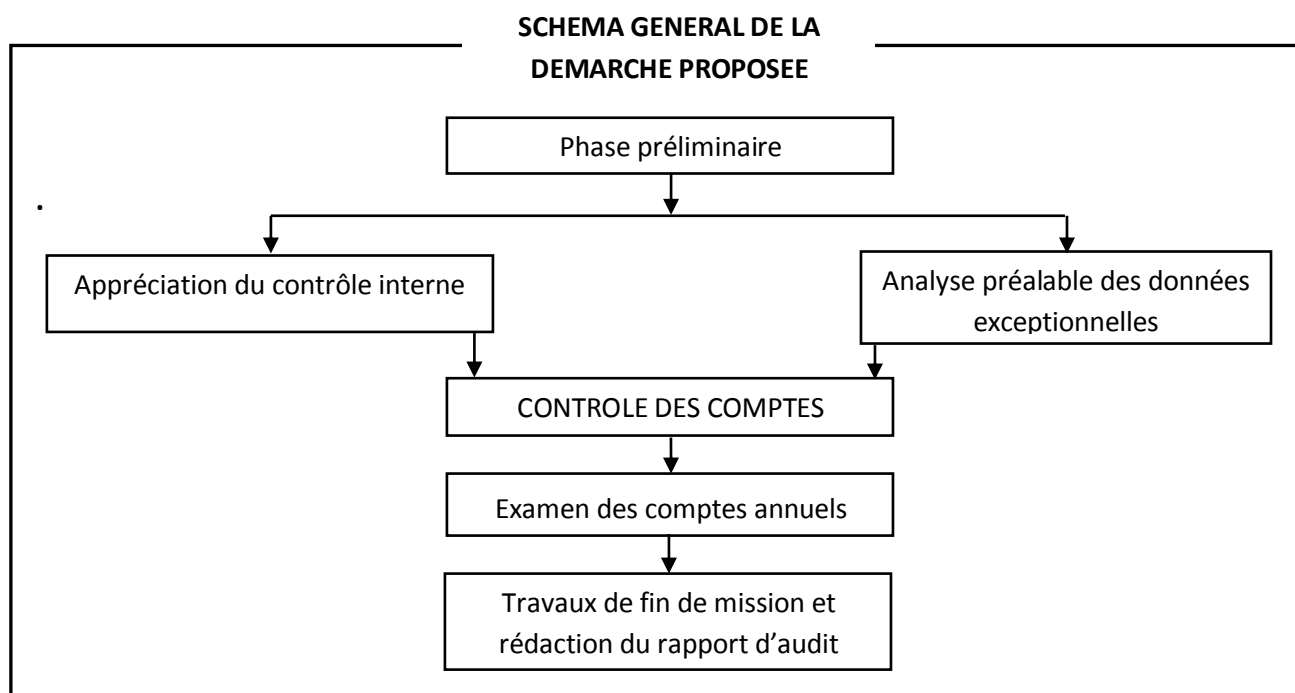 SCHEMA GENERAL DE LA
DEMARCHE PROPOSEE
Phase préliminaire
Appréciation du contrôle interne
Analyse préalable des données
exceptionnelles
CONTROLE DES COMPTES
Examen des comptes annuels
Travaux de fin de mission et
rédaction du rapport d’audit